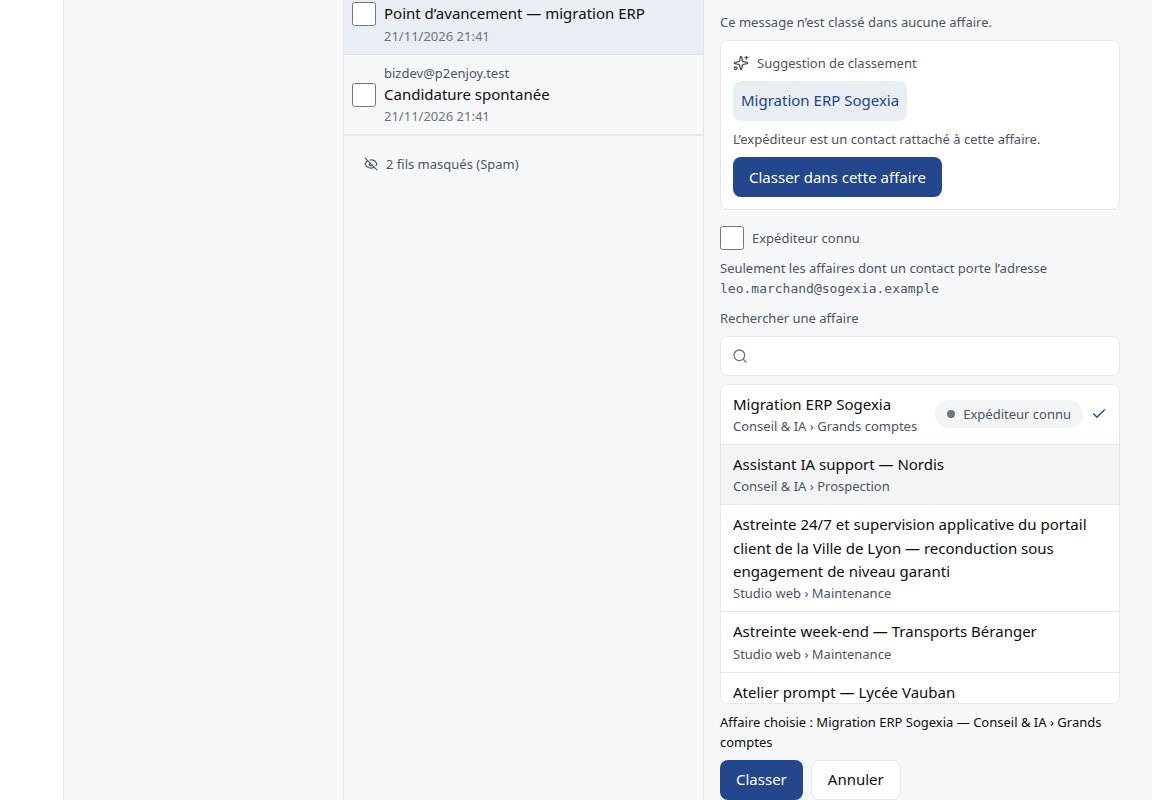 Point d’avancement — migration ERP
21/11/2026 21:41
bizdev@p2enjoy.test
Candidature spontanée
21/11/2026 21:41
2 fils masqués (Spam)
Ce message n’est classé dans aucune affaire.
Suggestion de classement
Migration ERP Sogexia
L’expéditeur est un contact rattaché à cette affaire.
Classer dans cette affaire
Expéditeur connu
Seulement les affaires dont un contact porte l’adresse
leo.marchand@sogexia.example
Rechercher une affaire
Migration ERP Sogexia
Conseil & IA › Grands comptes
Expéditeur connu
Assistant IA support — Nordis
Conseil & IA › Prospection
Astreinte 24/7 et supervision applicative du portail
client de la Ville de Lyon — reconduction sous
engagement de niveau garanti
Studio web › Maintenance
Astreinte week-end — Transports Béranger
Studio web › Maintenance
Atelier prompt — Lycée Vauban
Affaire choisie : Migration ERP Sogexia — Conseil & IA › Grands
comptes
Classer
Annuler